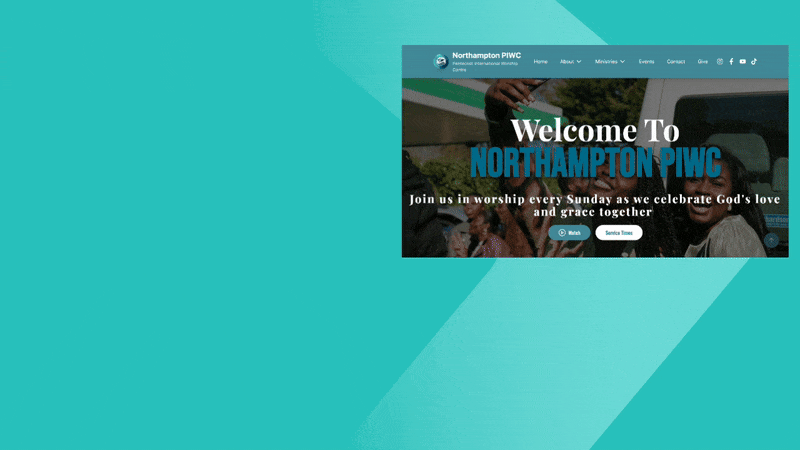 Northampton PIWC
Pentecost International Worship
Centre
Home About Ministries Events Contact Give
Welcome To
NORTHAMPTON PIWC
Join us in worship every Sunday as we celebrate God's love
and grace together
Watch Service Times